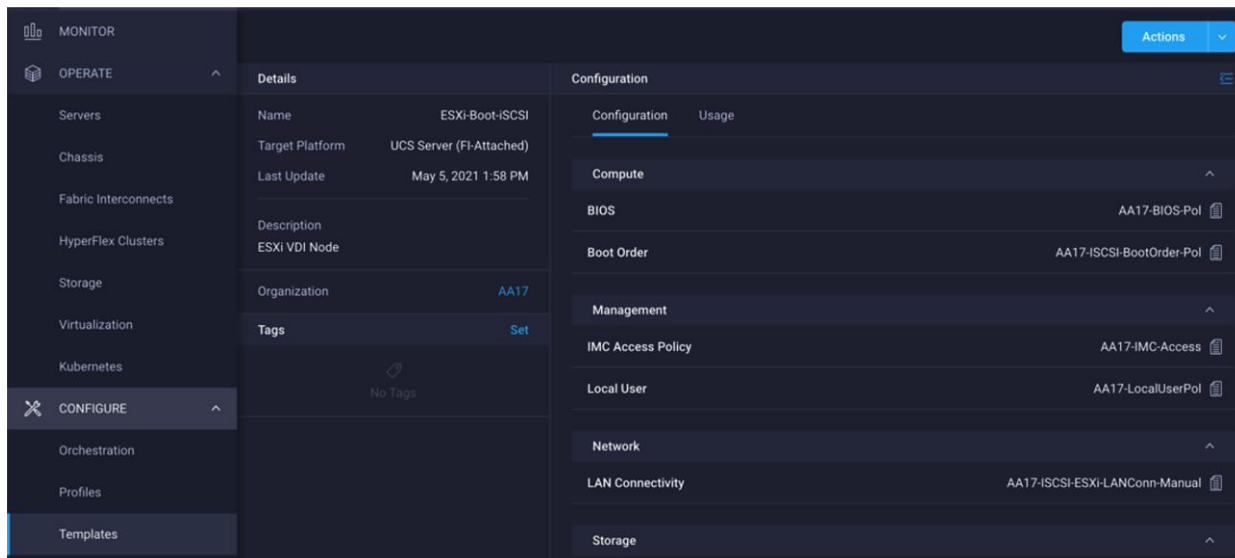 MONITOR
OPERATE
Servers
Chassis
Fabric Interconnects
HyperFlex Clusters
Storage
Virtualization
Kubernetes
CONFIGURE
Orchestration
Profiles
Templates
Details
Name ESXi-Boot-iSCSI
Target Platform UCS Server (FI-Attached)
Last Update May 5, 2021 1:58 PM
Description
ESXi VDI Node
Organization AA17
Tags Set
No Tags
Actions
Configuration
Configuration Usage
Compute
BIOS AA17-BIOS-Pol
Boot Order AA17-ISCSI-BootOrder-Pol
Management
IMC Access Policy AA17-IMC-Access
Local User AA17-LocalUserPol
Network
LAN Connectivity AA17-ISCSI-ESXi-LANConn-Manual
Storage